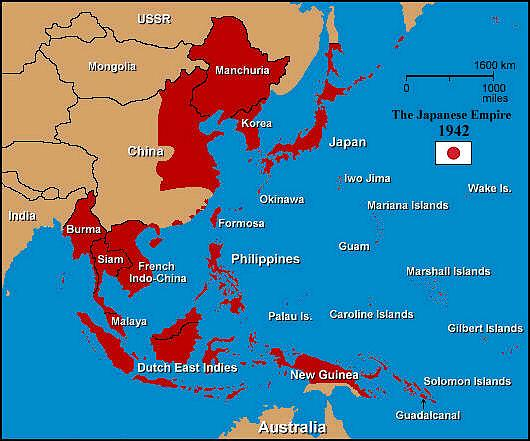 USSR
Mongolia
Manchuria
1600 km
0
1000
miles
The Japanese Empire
1942
Korea
Japan
China
Iwo Jima
Wake Is.
Okinawa
Mariana Islands
India
Burma
Formosa
Guam
Siam
French
Indo-China
Philippines
Marshall Islands
Malaya
Palau Is.
Caroline Islands
Gilbert Islands
Dutch East Indies
New Guinea
Solomon Islands
Guadalcanal
Australia